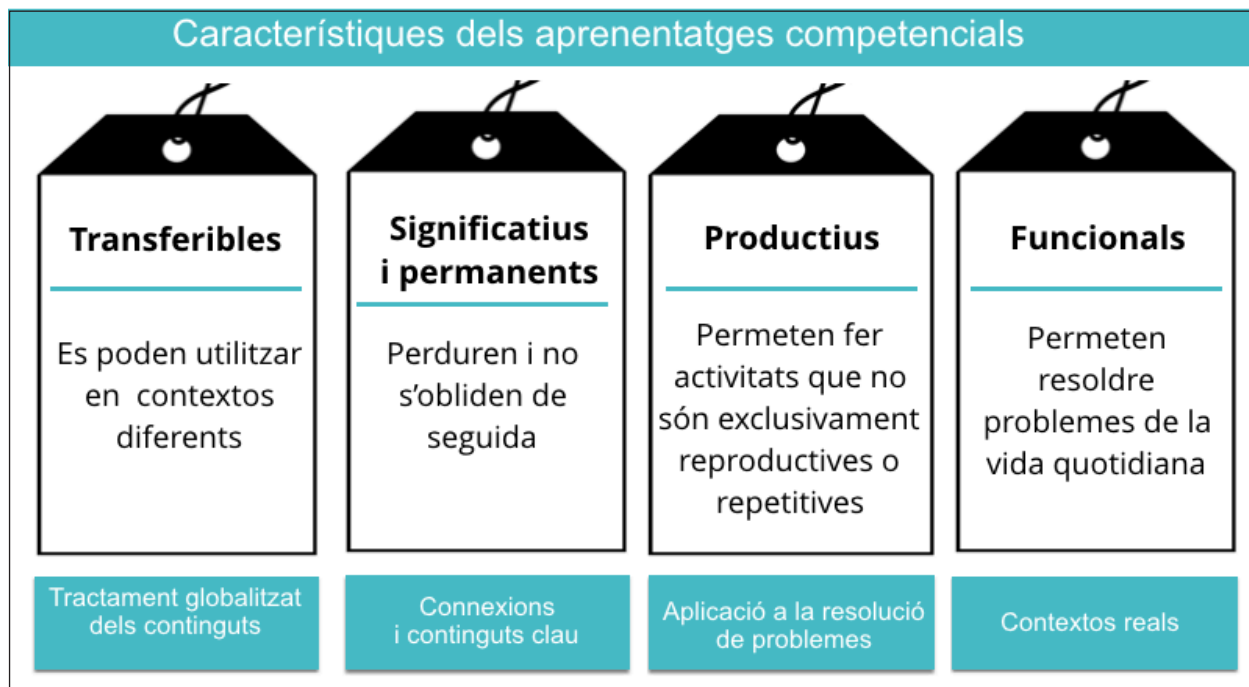 Característiques dels aprenentatges competencials
Transferibles
Es poden utilitzar
en contextos
diferents
Tractament globalitzat
dels continguts
Significatius
i permanents
Perduren i no
s'obliden de
seguida
Connexions
i continguts clau
Productius
Permeten fer
activitats que no
són exclusivament
reproductives o
repetitives
Aplicació a la resolució
de problemes
Funcionals
Permeten
resoldre
problemes de la
vida quotidiana
Contextos reals